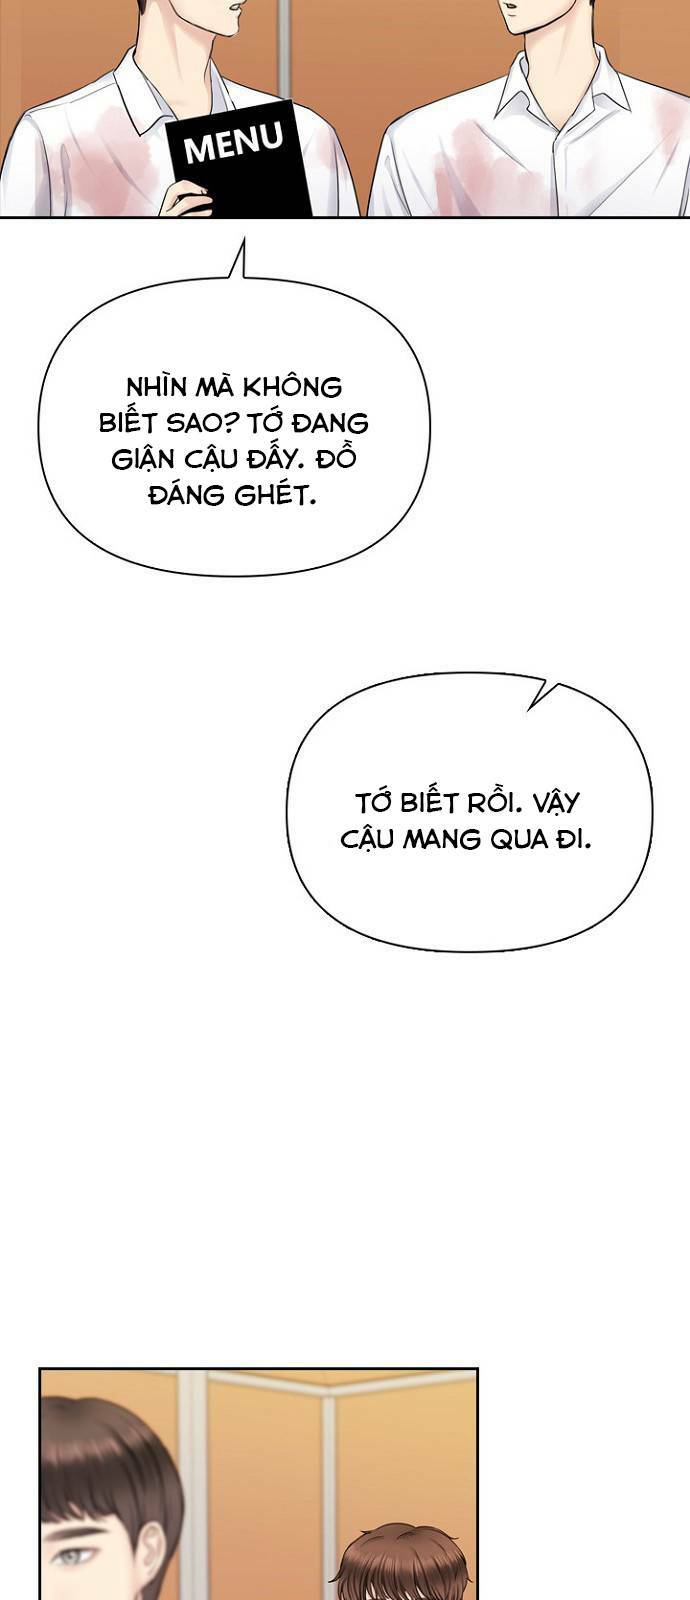 MENU
NHÌN MÀ KHÔNG
BIẾT SAO? TỚ ĐANG
GIẬN CẬU ĐẤY. ĐỒ
ĐÁNG GHÉT.
TỚ BIẾT RỒI. VẬY
CẬU MANG QUA ĐI.